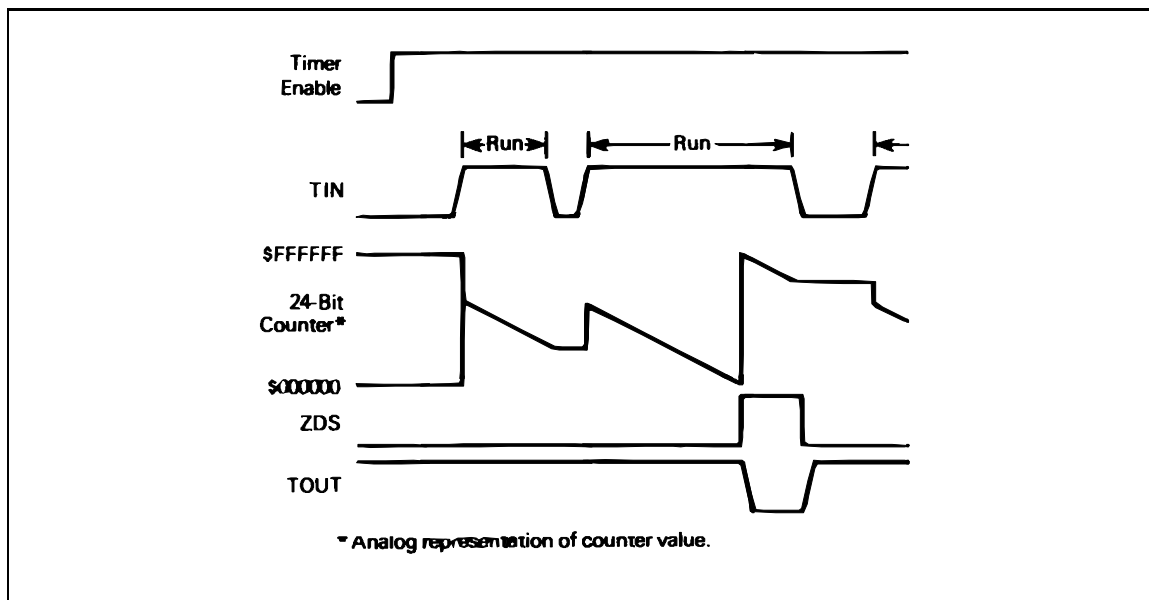 Timer
Enable
Run
Run
TIN
$FFFFFF
24-Bit
Counter*
$000000
ZDS
TOUT
* Analog representation of counter value.